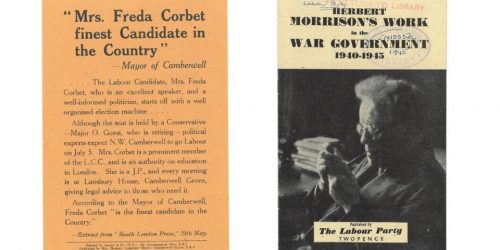 “Mrs. Freda Corbet
finest Candidate in
the Country”
—Mayor of Camberwell
. . . . The Labour Candidate, Mrs. Freda
Corbet, who is an excellent speaker, and a
well-informed politician, starts off with a well
organised election machine . . . .
Although the seat is held by a Conservative
—Major O. Guest, who is retiring—political
experts expect N.W. Camberwell to go Labour
on July 5. Mrs. Corbet is a prominent member
of the L.C.C., and is an authority on education
in London. She is a J.P., and every morning
is at Lansbury House, Camberwell Grove,
giving legal advice to those who need it.
According to the Mayor of Camberwell,
Freda Corbet “is the finest candidate in the
Country.”
—Extract from “South London Press,” 29th May.
Labour Party
TO LIBRARY.
HERBERT
MORRISON'S WORK
in the
WAR GOVERNMENT
1940-1945
1945
Published by
The Labour Party
TWOPENCE